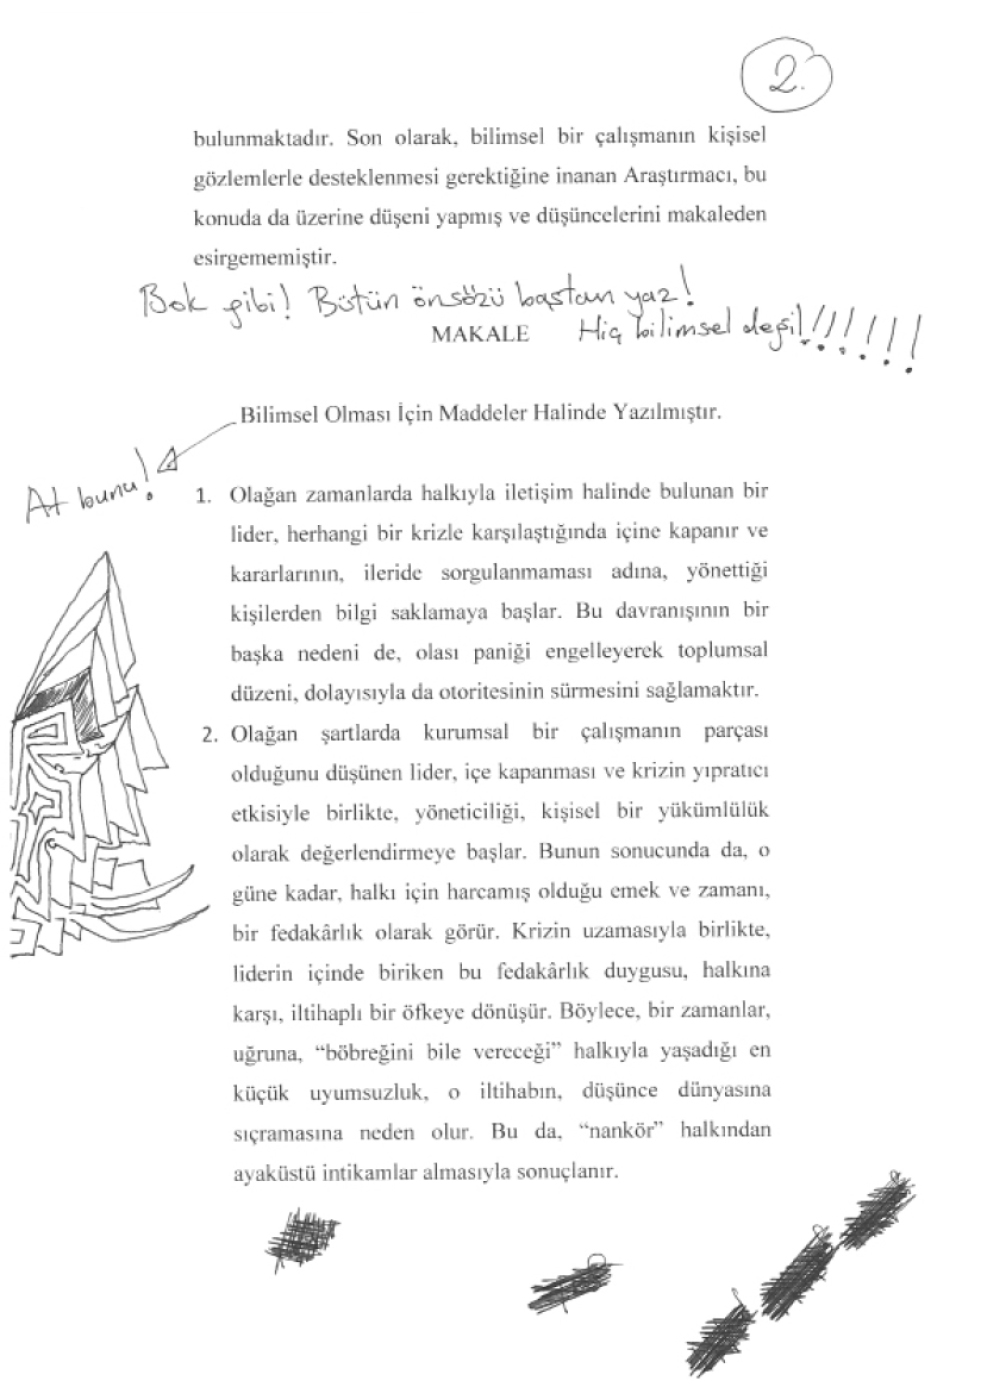 2.
bulunmaktadır. Son olarak, bilimsel bir çalışmanın kişisel
gözlemlerle desteklenmesi gerektiğine inanan Araştırmacı, bu
konuda da üzerine düşeni yapmış ve düşüncelerini makaleden
esirgememiştir.
Bok gibi! Bütün önsözü baştan yaz!
Hiç bilimsel değil!!!!!!!
MAKALE
Bilimsel Olması İçin Maddeler Halinde Yazılmıştır.
At bunu!
1. Olağan zamanlarda halkıyla iletişim halinde bulunan bir
lider, herhangi bir krizle karşılaştığında içine kapanır ve
kararlarının, ileride sorgulanmaması adına, yönettiği
kişilerden bilgi saklamaya başlar. Bu davranışının bir
başka nedeni de, olası paniği engelleyerek toplumsal
düzeni, dolayısıyla da otoritesinin sürmesini sağlamaktır.
2. Olağan şartlarda kurumsal bir çalışmanın parçası
olduğunu düşünen lider, içe kapanması ve krizin yıpratıcı
etkisiyle birlikte, yöneticiliği, kişisel bir yükümlülük
olarak değerlendirmeye başlar. Bunun sonucunda da, o
güne kadar, halkı için harcamış olduğu emek ve zamanı,
bir fedakârlık olarak görür. Krizin uzamasıyla birlikte,
liderin içinde biriken bu fedakârlık duygusu, halkına
karşı, iltihaplı bir öfkeye dönüşür. Böylece, bir zamanlar,
uğruna, “böbreğini bile vereceği” halkıyla yaşadığı en
küçük uyumsuzluk, o iltihabın, düşünce dünyasına
sıçramasına neden olur. Bu da, “nankör” halkından
ayaküstü intikamlar almasıyla sonuçlanır.